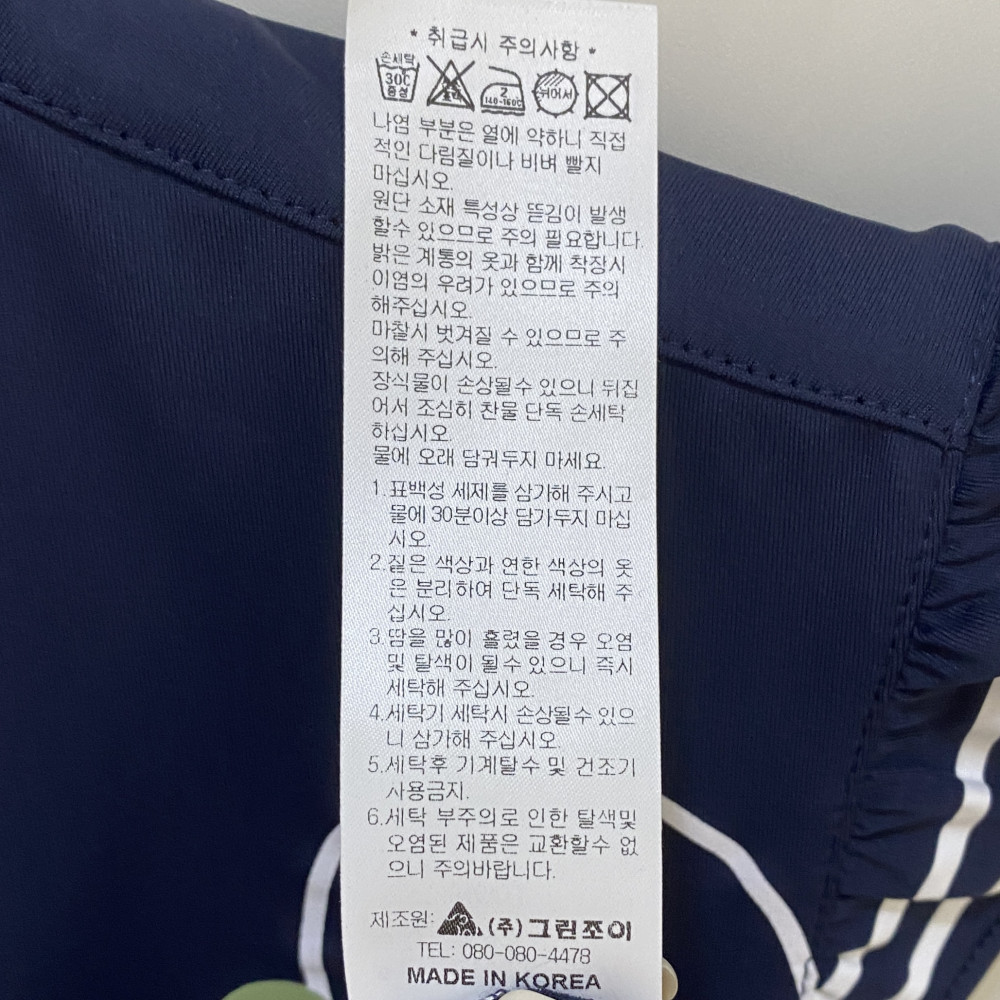 * 취급시 주의사항 *
손세탁
30C
중성
2
140-160℃
뉘어서
나염 부분은 열에 약하니 직접
적인 다림질이나 비벼 빨지
마십시오.
원단 소재 특성상 뜯김이 발생
할수 있으므로 주의 필요합니다.
밝은 계통의 옷과 함께 착장시
이염의 우려가 있으므로 주의
해주십시오.
마찰시 벗겨질 수 있으므로 주
의해 주십시오.
장식물이 손상될수 있으니 뒤집
어서 조심히 찬물 단독 손세탁
하십시오.
물에 오래 담궈두지 마세요.
1.표백성 세제를 삼가해 주시고
물에 30분이상 담가두지 마십
시오.
2.짙은 색상과 연한 색상의 옷
은 분리하여 단독 세탁해 주
십시오.
3.땀을 많이 흘렸을 경우 오염
및 탈색이 될수 있으니 즉시
세탁해 주십시오.
4.세탁기 세탁시 손상될수 있으
니 삼가해 주십시오.
5.세탁후 기계탈수 및 건조기
사용금지.
6.세탁 부주의로 인한 탈색및
오염된 제품은 교환할수 없
으니 주의바랍니다.
제조원: (주)그린조이
TEL: 080-080-4478
MADE IN KOREA